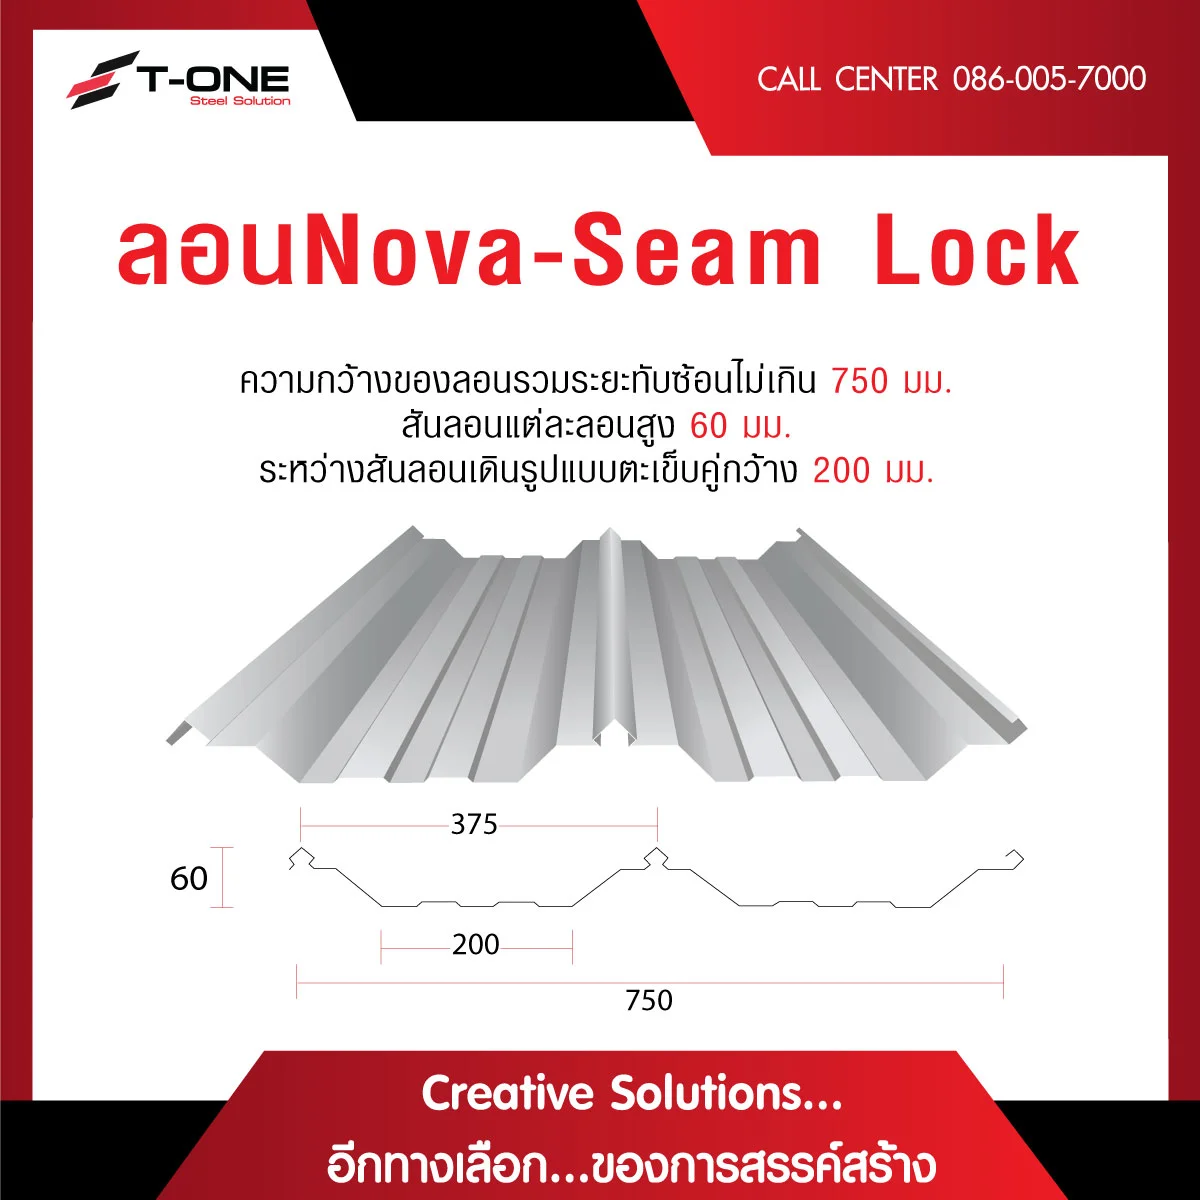 T-ONE
Steel Solution
CALL CENTER 086-005-7000
ลอนNova-Seam Lock
ความกว้างของลอนรวมระยะทับซ้อนไม่เกิน 750 มม.
สันลอนแต่ละลอนสูง 60 มม.
ระหว่างสันลอนเดินรูปแบบตะเข็บคู่กว้าง 200 มม.
375
60
200
750
Creative Solutions...
อีกทางเลือก...ของการสรรค์สร้าง